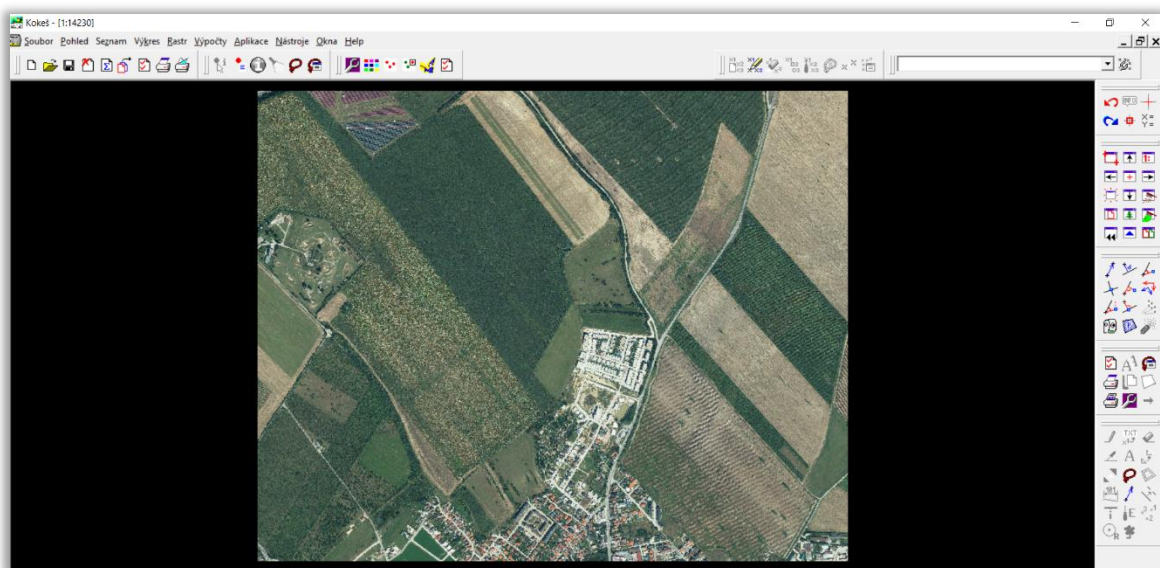 Kokeš - [1:14230]
Soubor Pohled Seznam Výkres Rastr Výpočty Aplikace Nástroje Okna Help